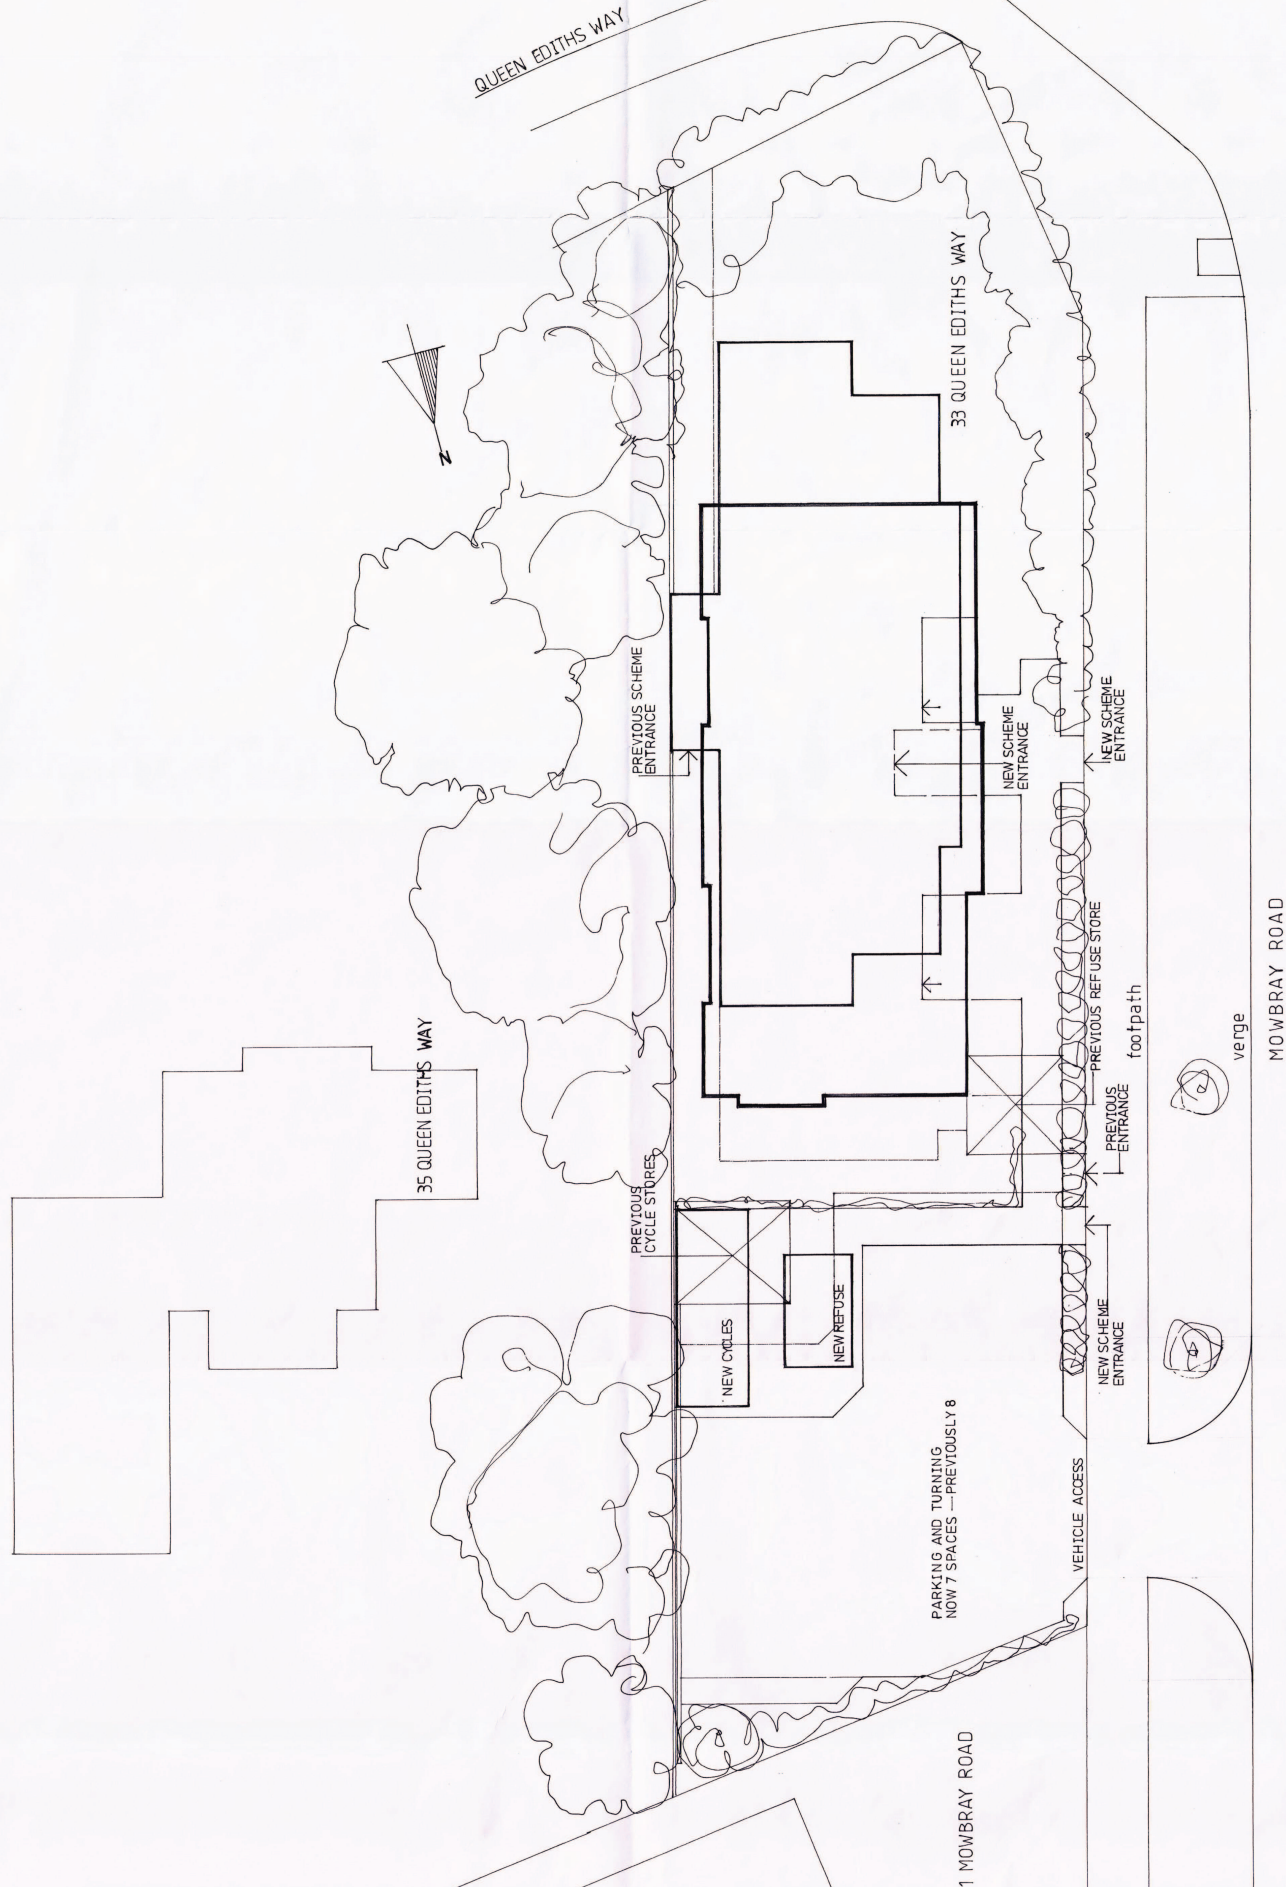 QUEEN EDITHS WAY
N
33 QUEEN EDITHS WAY
PREVIOUS SCHEME
ENTRANCE
NEW SCHEME
ENTRANCE
NEW SCHEME
ENTRANCE
35 QUEEN EDITHS WAY
PREVIOUS REFUSE STORE
footpath
verge
MOWBRAY ROAD
PREVIOUS
ENTRANCE
PREVIOUS
CYCLE STORES
NEW CYCLES
NEW REFUSE
NEW SCHEME
ENTRANCE
PARKING AND TURNING
NOW 7 SPACES — PREVIOUSLY 8
VEHICLE ACCESS
1 MOWBRAY ROAD